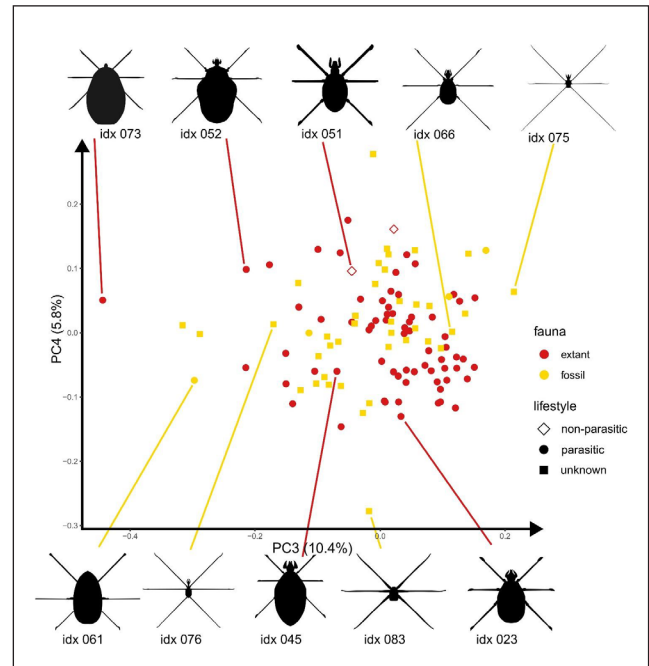 idx 073
idx 052
idx 051
idx 066
idx 075
PC4 (5.8%)
0.2
0.1
0.0
−0.1
−0.2
−0.3
−0.4
−0.2
0.0
0.2
PC3 (10.4%)
fauna
extant
fossil
lifestyle
non-parasitic
parasitic
unknown
idx 061
idx 076
idx 045
idx 083
idx 023